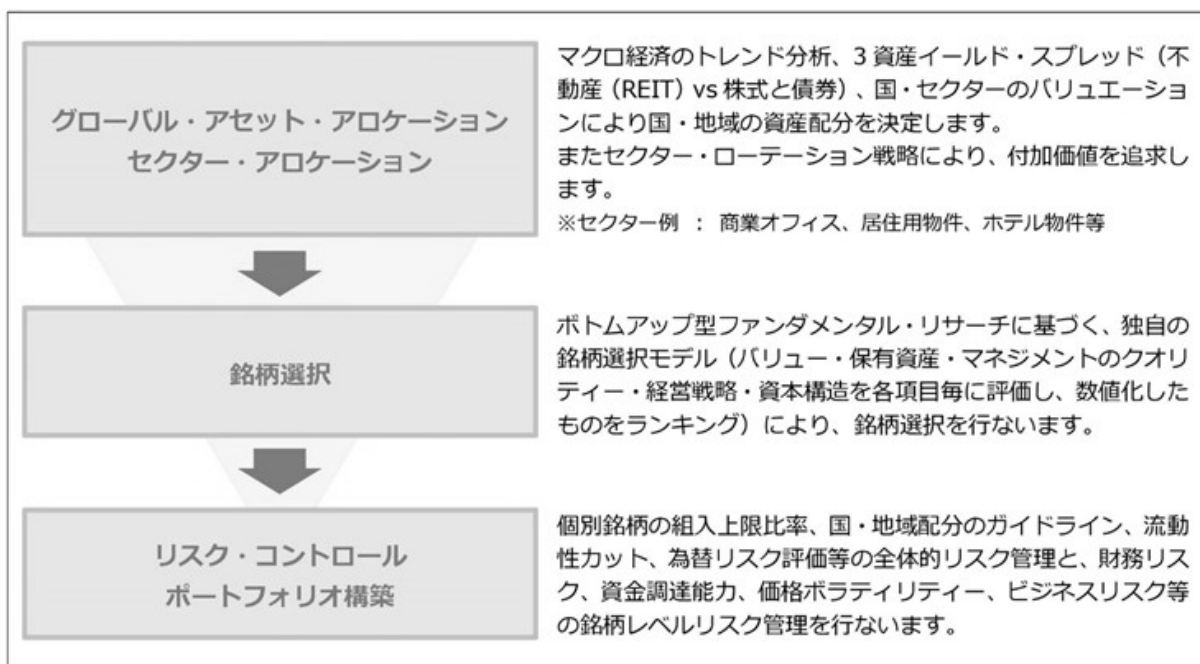 グローバル・アセット・アロケーション
セクター・アロケーション
マクロ経済のトレンド分析、3 資産イールド・スプレッド（不
動産（REIT）vs 株式と債券）、国・セクターのバリュエーショ
ンにより国・地域の資産配分を決定します。
またセクター・ローテーション戦略により、付加価値を追求し
ます。
※セクター例 ： 商業オフィス、居住用物件、ホテル物件等
銘柄選択
ボトムアップ型ファンダメンタル・リサーチに基づく、独自の
銘柄選択モデル（バリュー・保有資産・マネジメントのクオリ
ティー・経営戦略・資本構造を各項目毎に評価し、数値化した
ものをランキング）により、銘柄選択を行ないます。
リスク・コントロール
ポートフォリオ構築
個別銘柄の組入上限比率、国・地域配分のガイドライン、流動
性カット、為替リスク評価等の全体的リスク管理と、財務リス
ク、資金調達能力、価格ボラティリティー、ビジネスリスク等
の銘柄レベルリスク管理を行ないます。